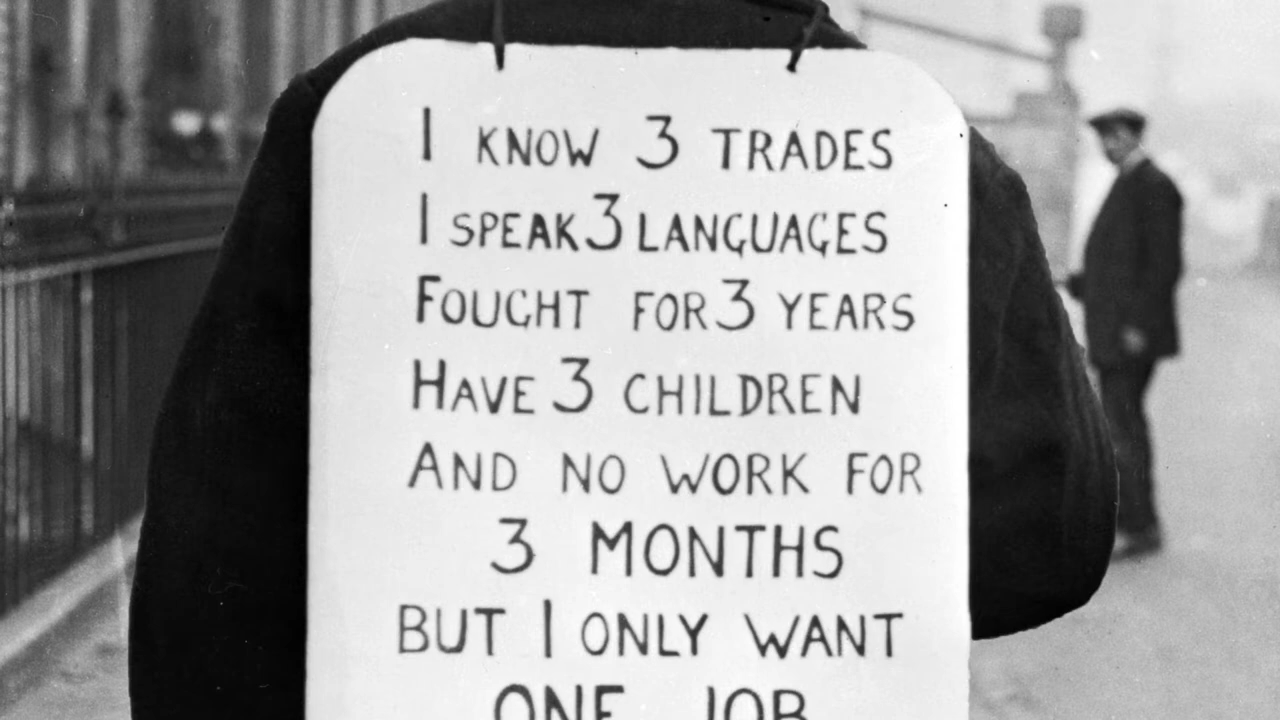 I KNOW 3 TRADES
I SPEAK 3 LANGUAGES
FOUGHT FOR 3 YEARS
HAVE 3 CHILDREN
AND NO WORK FOR
3 MONTHS
BUT I ONLY WANT
ONE JOB